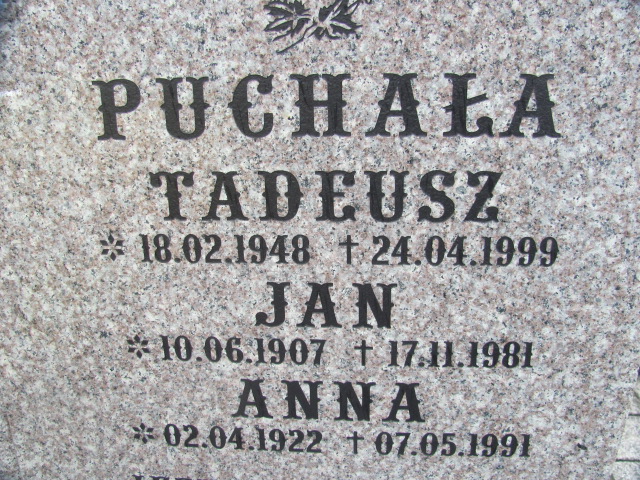 PUCHAŁA
TADEUSZ
* 18.02.1948 † 24.04.1999
JAN
* 10.06.1907 † 17.11.1981
ANNA
* 02.04.1922 † 07.05.1991